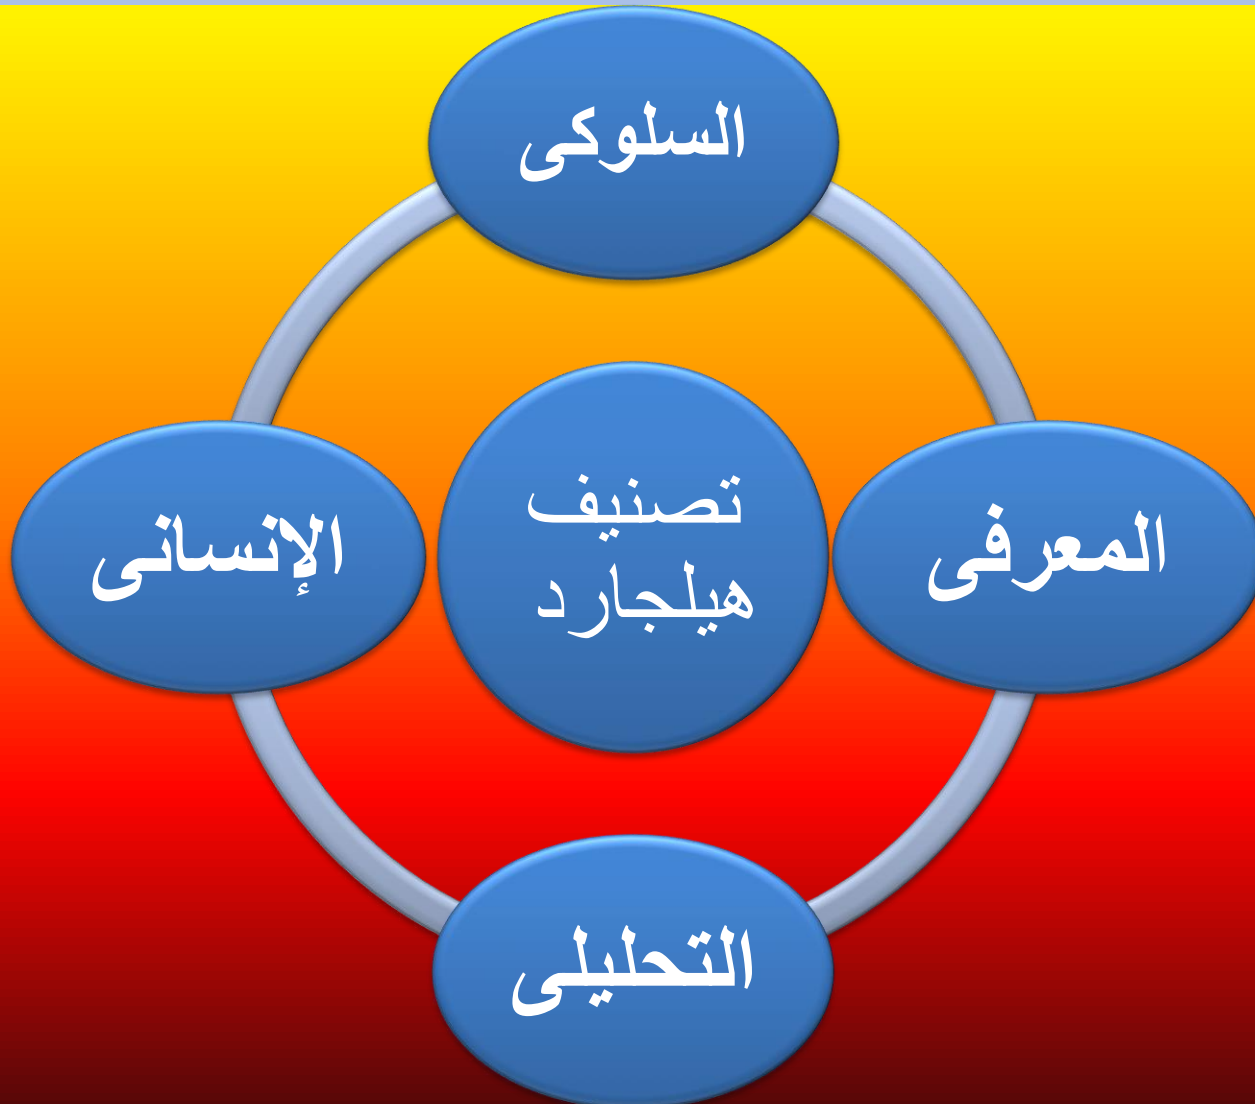 السلوكى
المعرفى
تصنيف
هيلجارد
الإنسانى
التحليلى